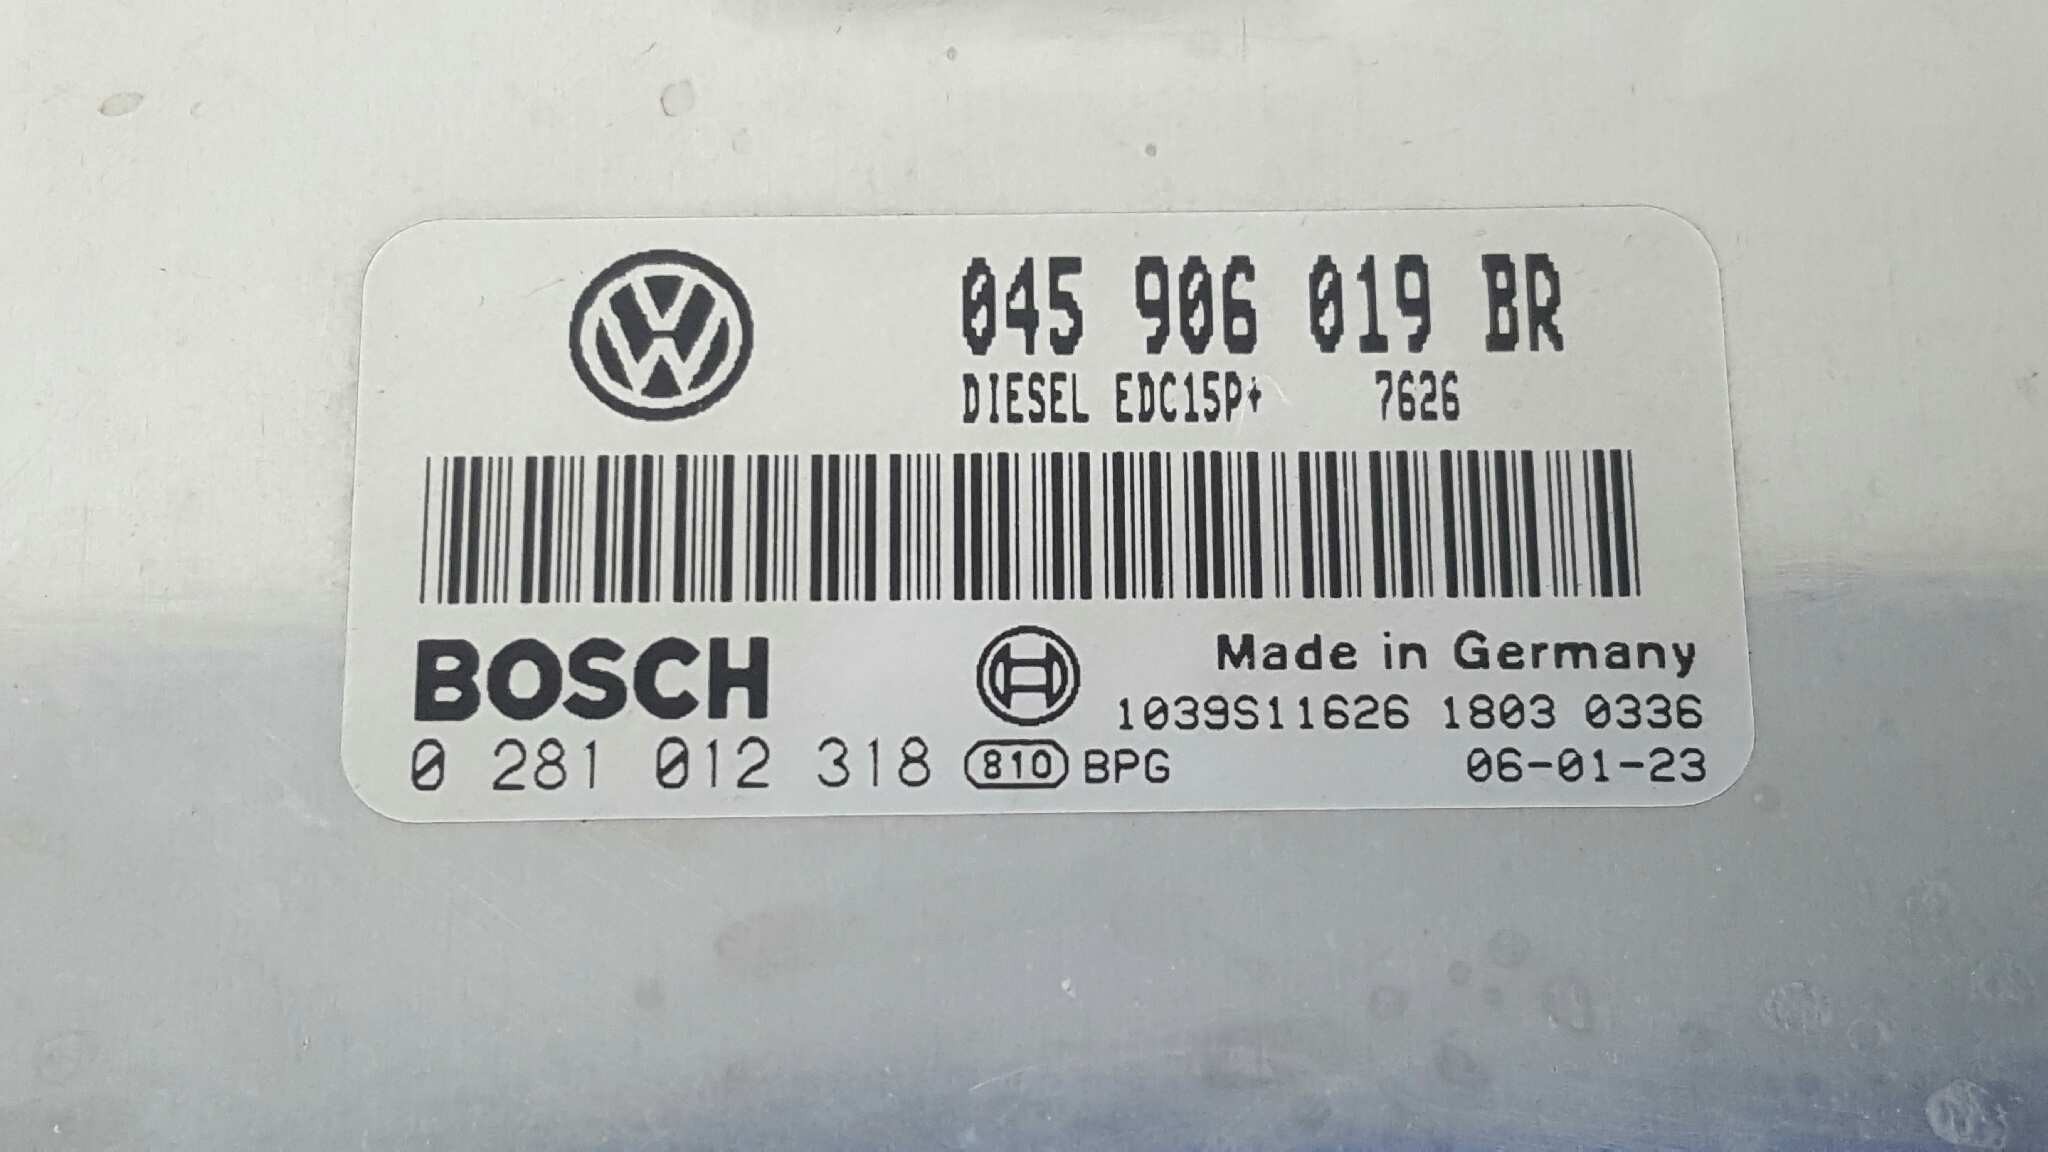 045 906 019 BR
DIESEL EDC15P+ 7626
BOSCH
Made in Germany
1039S11626 1803 0336
0 281 012 318 810 BPG 06-01-23